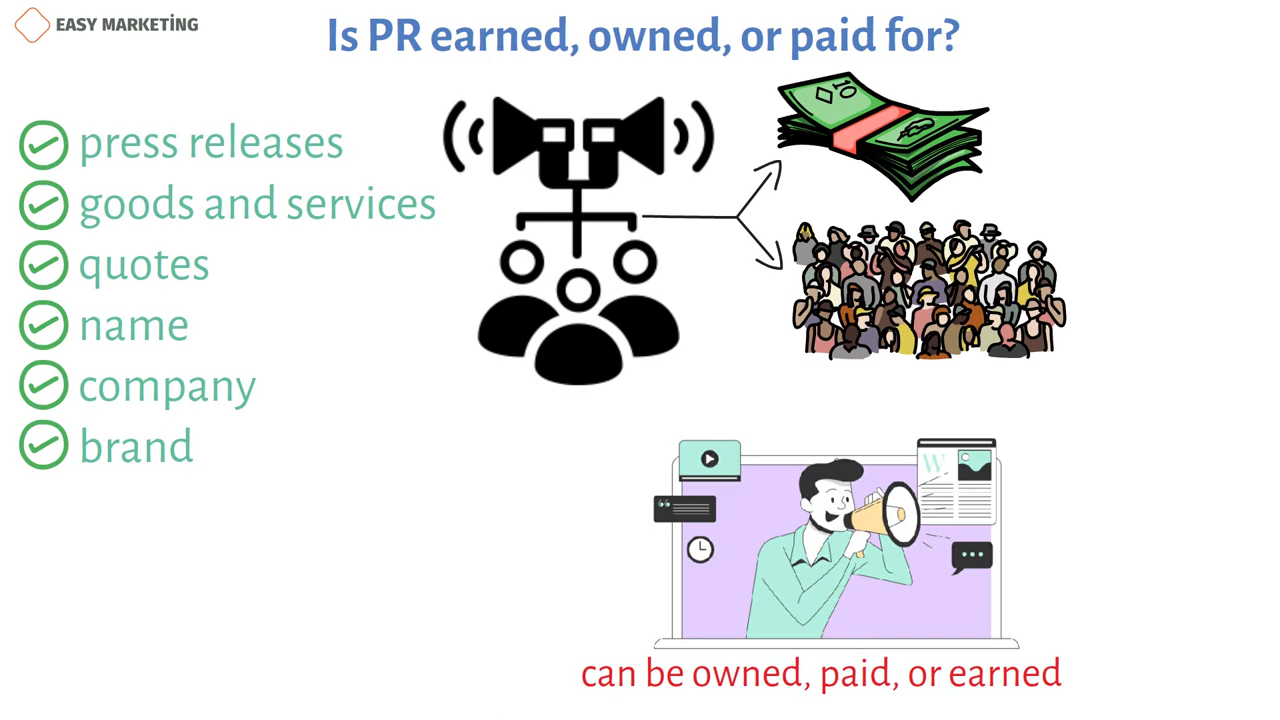 EASY MARKETİNG
Is PR earned, owned, or paid for?
press releases
goods and services
quotes
name
company
brand
10
W
can be owned, paid, or earned